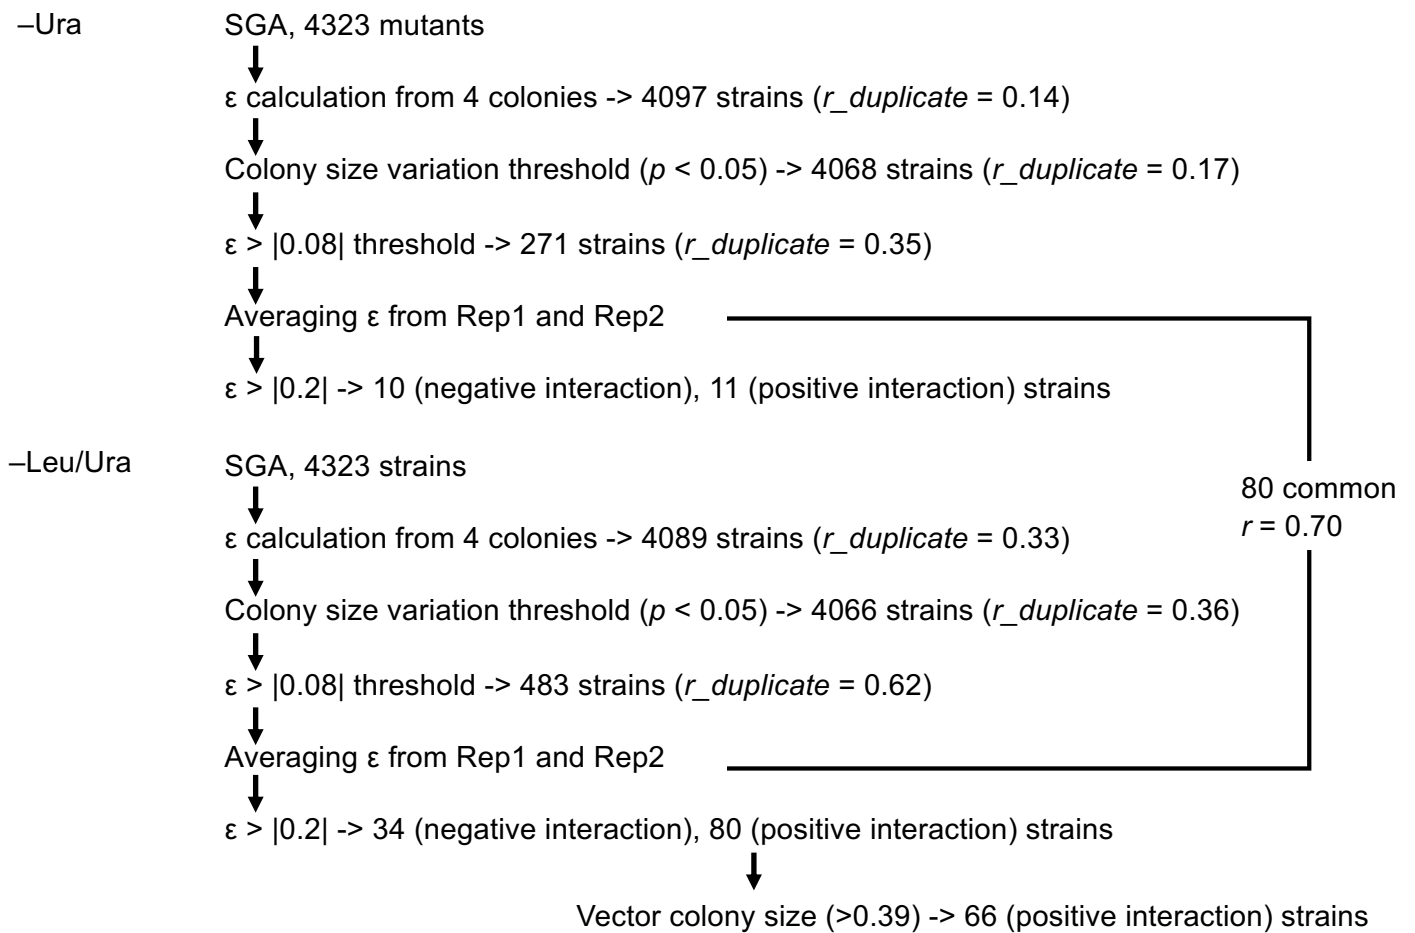 –Ura
SGA, 4323 mutants
ε calculation from 4 colonies -> 4097 strains (r_duplicate = 0.14)
Colony size variation threshold (p < 0.05) -> 4068 strains (r_duplicate = 0.17)
ε > |0.08| threshold -> 271 strains (r_duplicate = 0.35)
Averaging ε from Rep1 and Rep2
ε > |0.2| -> 10 (negative interaction), 11 (positive interaction) strains
–Leu/Ura
SGA, 4323 strains
ε calculation from 4 colonies -> 4089 strains (r_duplicate = 0.33)
Colony size variation threshold (p < 0.05) -> 4066 strains (r_duplicate = 0.36)
ε > |0.08| threshold -> 483 strains (r_duplicate = 0.62)
Averaging ε from Rep1 and Rep2
ε > |0.2| -> 34 (negative interaction), 80 (positive interaction) strains
Vector colony size (>0.39) -> 66 (positive interaction) strains
80 common
r = 0.70